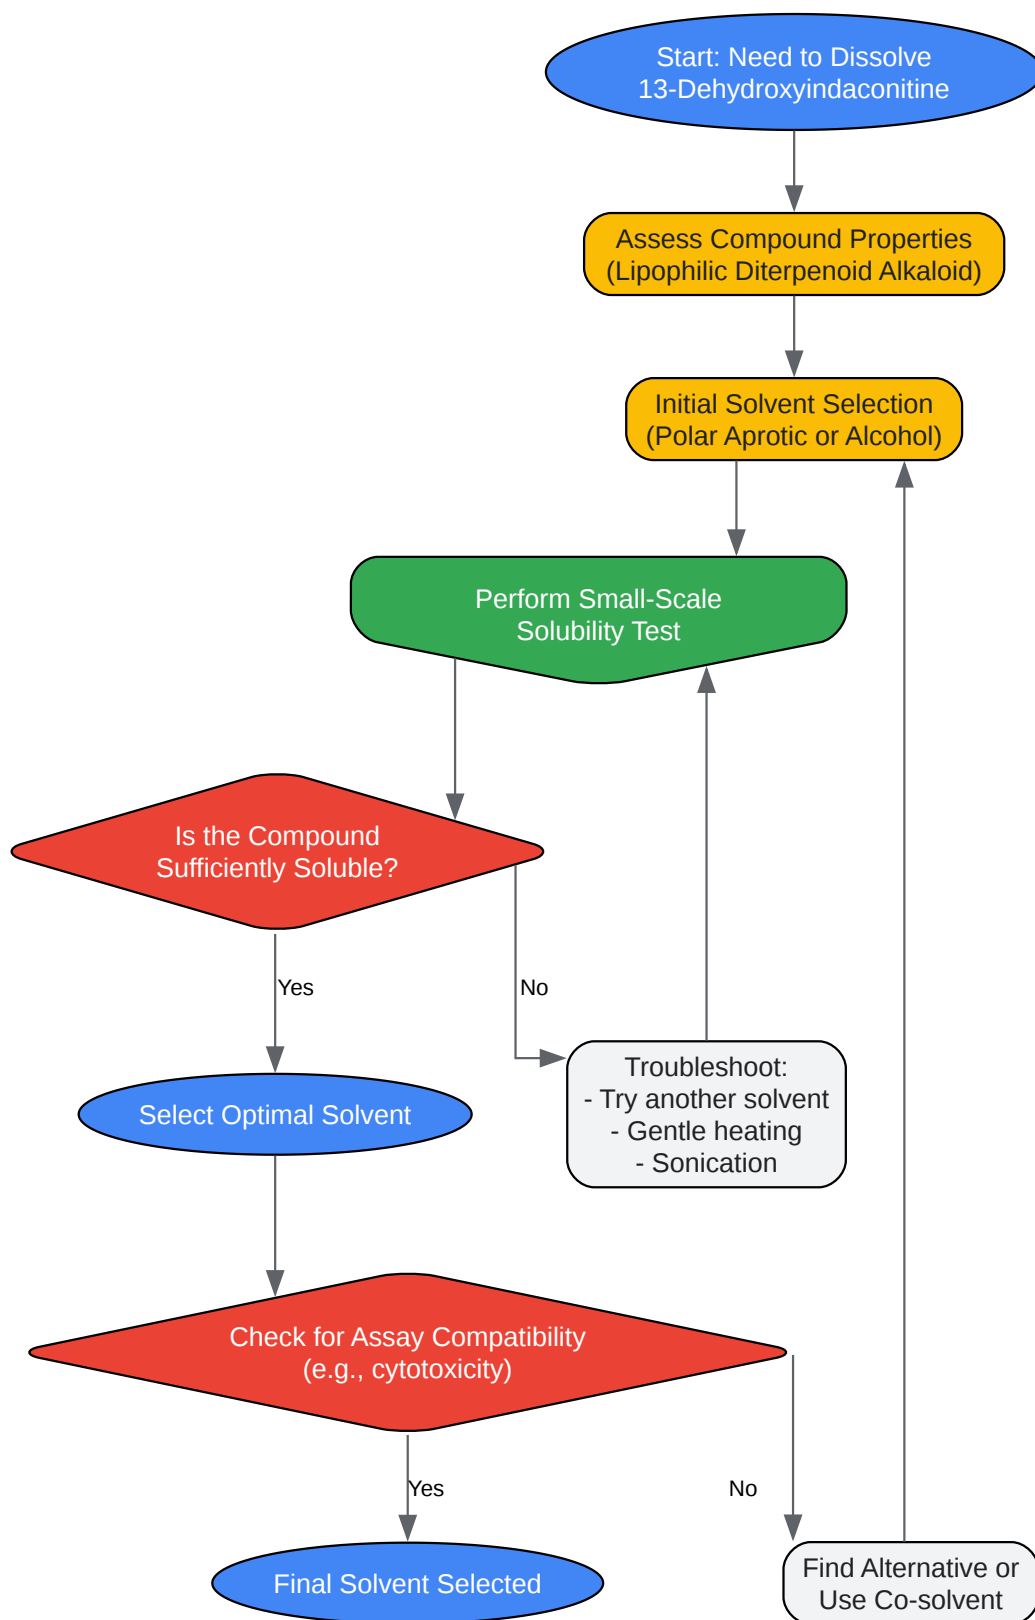 Start: Need to Dissolve
13-Dehydroxyindaconitine
Assess Compound Properties
(Lipophilic Diterpenoid Alkaloid)
Initial Solvent Selection
(Polar Aprotic or Alcohol)
Perform Small-Scale
Solubility Test
Is the Compound
Sufficiently Soluble?
Yes
No
Troubleshoot:
- Try another solvent
- Gentle heating
- Sonication
Select Optimal Solvent
Check for Assay Compatibility
(e.g., cytotoxicity)
Yes
No
Final Solvent Selected
Find Alternative or
Use Co-solvent